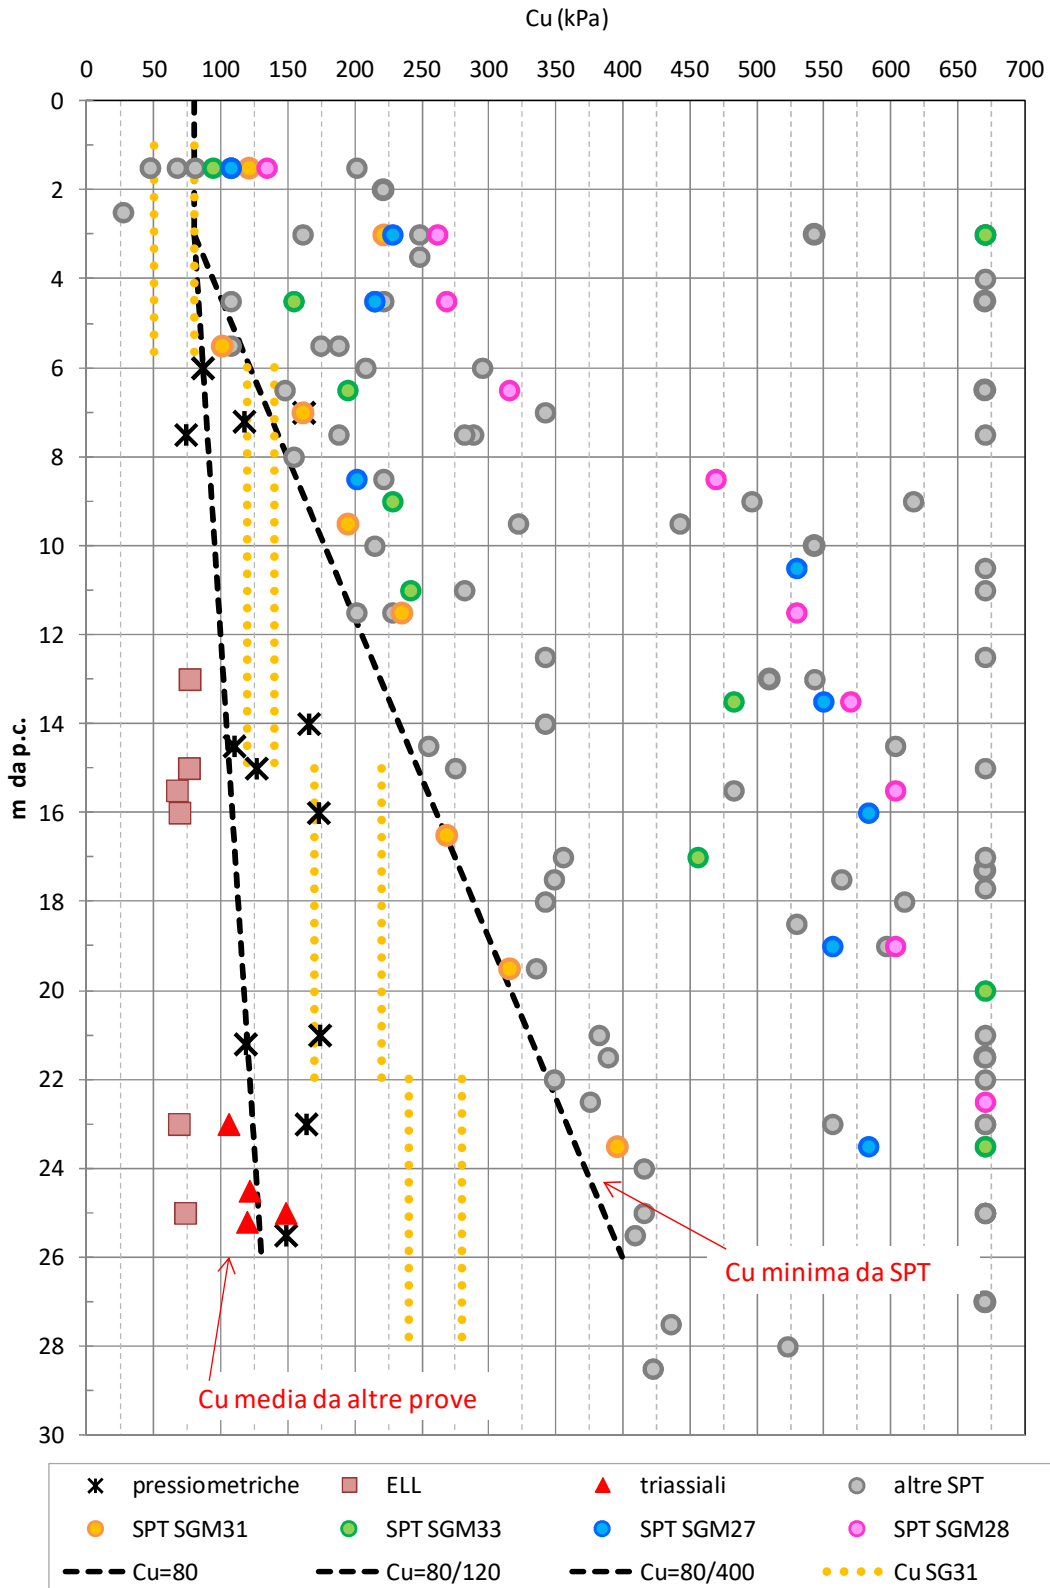 Cu (kPa)
0 50 100 150 200 250 300 350 400 450 500 550 600 650 700
0
2
4
6
8
10
12
14
16
18
20
22
24
26
28
30
m da p.c.
Cu minima da SPT
Cu media da altre prove
pressiometriche ELL triassiali altre SPT
SPT SGM31 SPT SGM33 SPT SGM27 SPT SGM28
Cu=80 Cu=80/120 Cu=80/400 Cu SG31